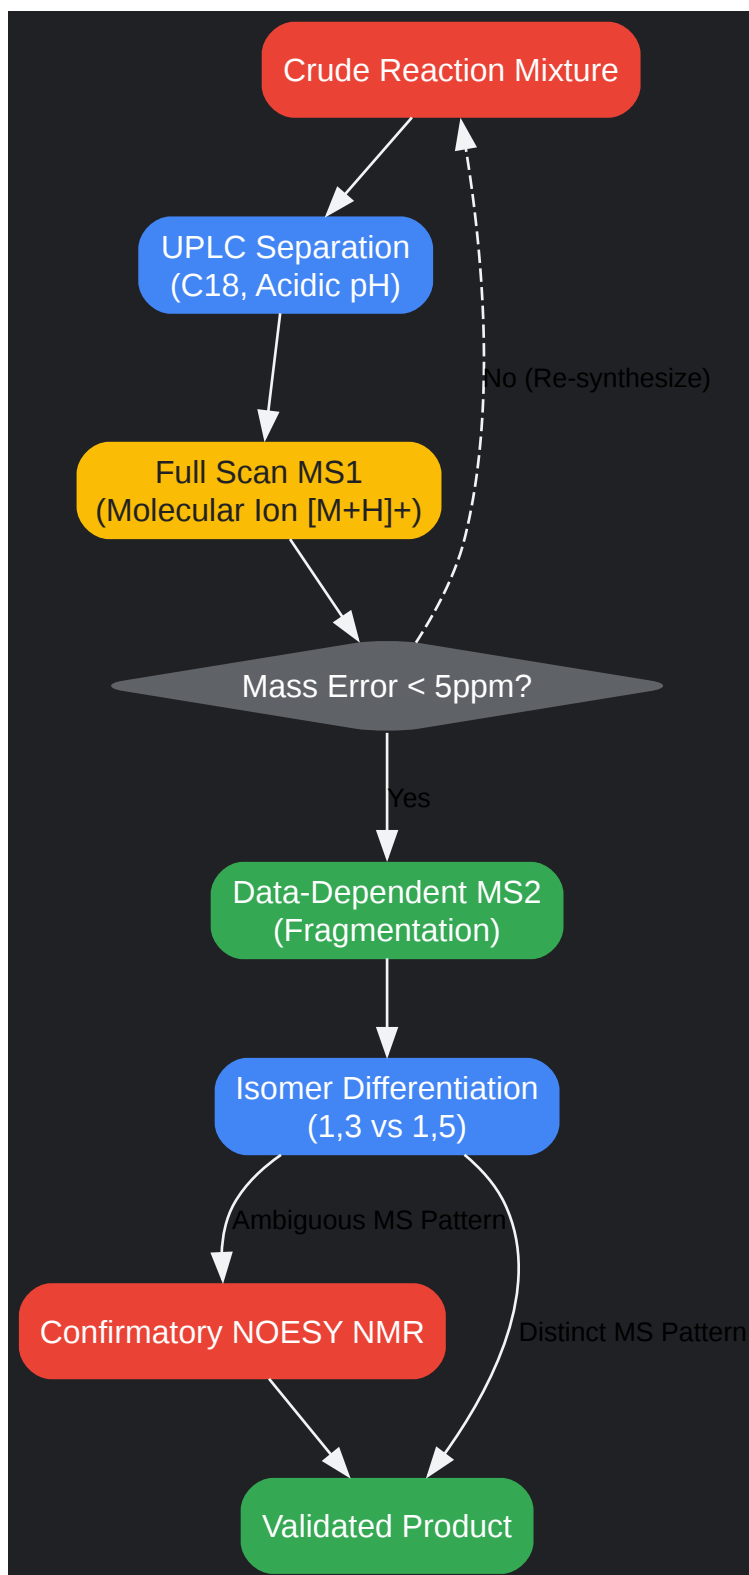 Crude Reaction Mixture
UPLC Separation
(C18, Acidic pH)
No (Re-synthesize)
Full Scan MS1
(Molecular Ion [M+H]+)
Mass Error < 5ppm?
Yes
Data-Dependent MS2
(Fragmentation)
Isomer Differentiation
(1,3 vs 1,5)
Ambiguous MS Pattern
Confirmatory NOESY NMR
Distinct MS Pattern
Validated Product